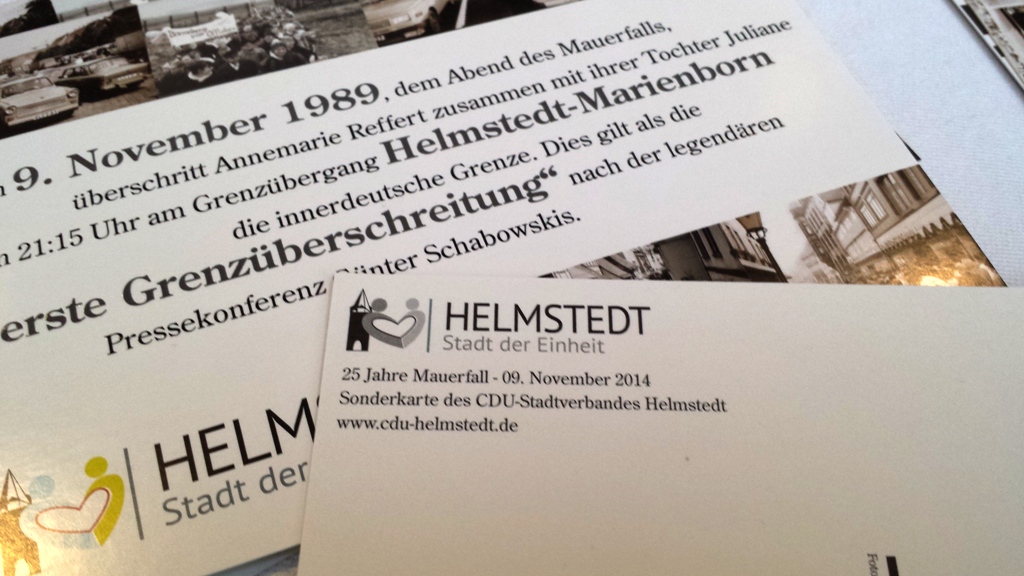 9. November 1989, dem Abend des Mauerfalls,
überschritt Annemarie Reffert zusammen mit ihrer Tochter Juliane
21:15 Uhr am Grenzübergang Helmstedt-Marienborn
die innerdeutsche Grenze. Dies gilt als die
erste Grenzüberschreitung“ nach der legendären
Pressekonferenz Günter Schabowskis.
HELM
Stadt der
HELMSTEDT
Stadt der Einheit
25 Jahre Mauerfall - 09. November 2014
Sonderkarte des CDU-Stadtverbandes Helmstedt
www.cdu-helmstedt.de
Foto